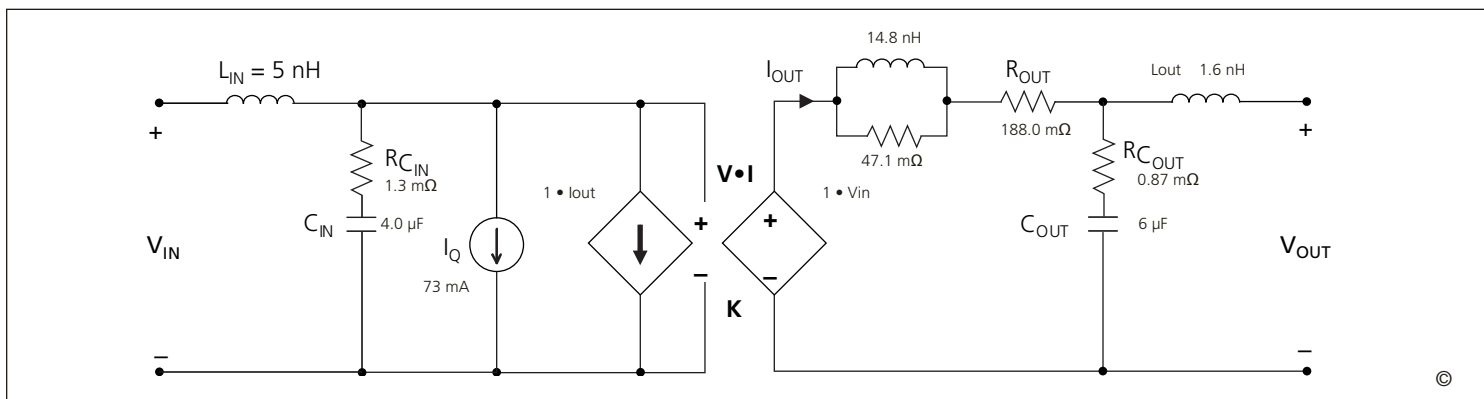 L_IN = 5 nH
+
R_C_IN
1.3 mΩ
C_IN
4.0 µF
V_IN
–
I_Q
73 mA
1 • Iout
V•I
+
–
K
1 • Vin
+
–
I_OUT
14.8 nH
47.1 mΩ
R_OUT
188.0 mΩ
Lout 1.6 nH
+
R_C_OUT
0.87 mΩ
C_OUT
6 µF
V_OUT
–
©